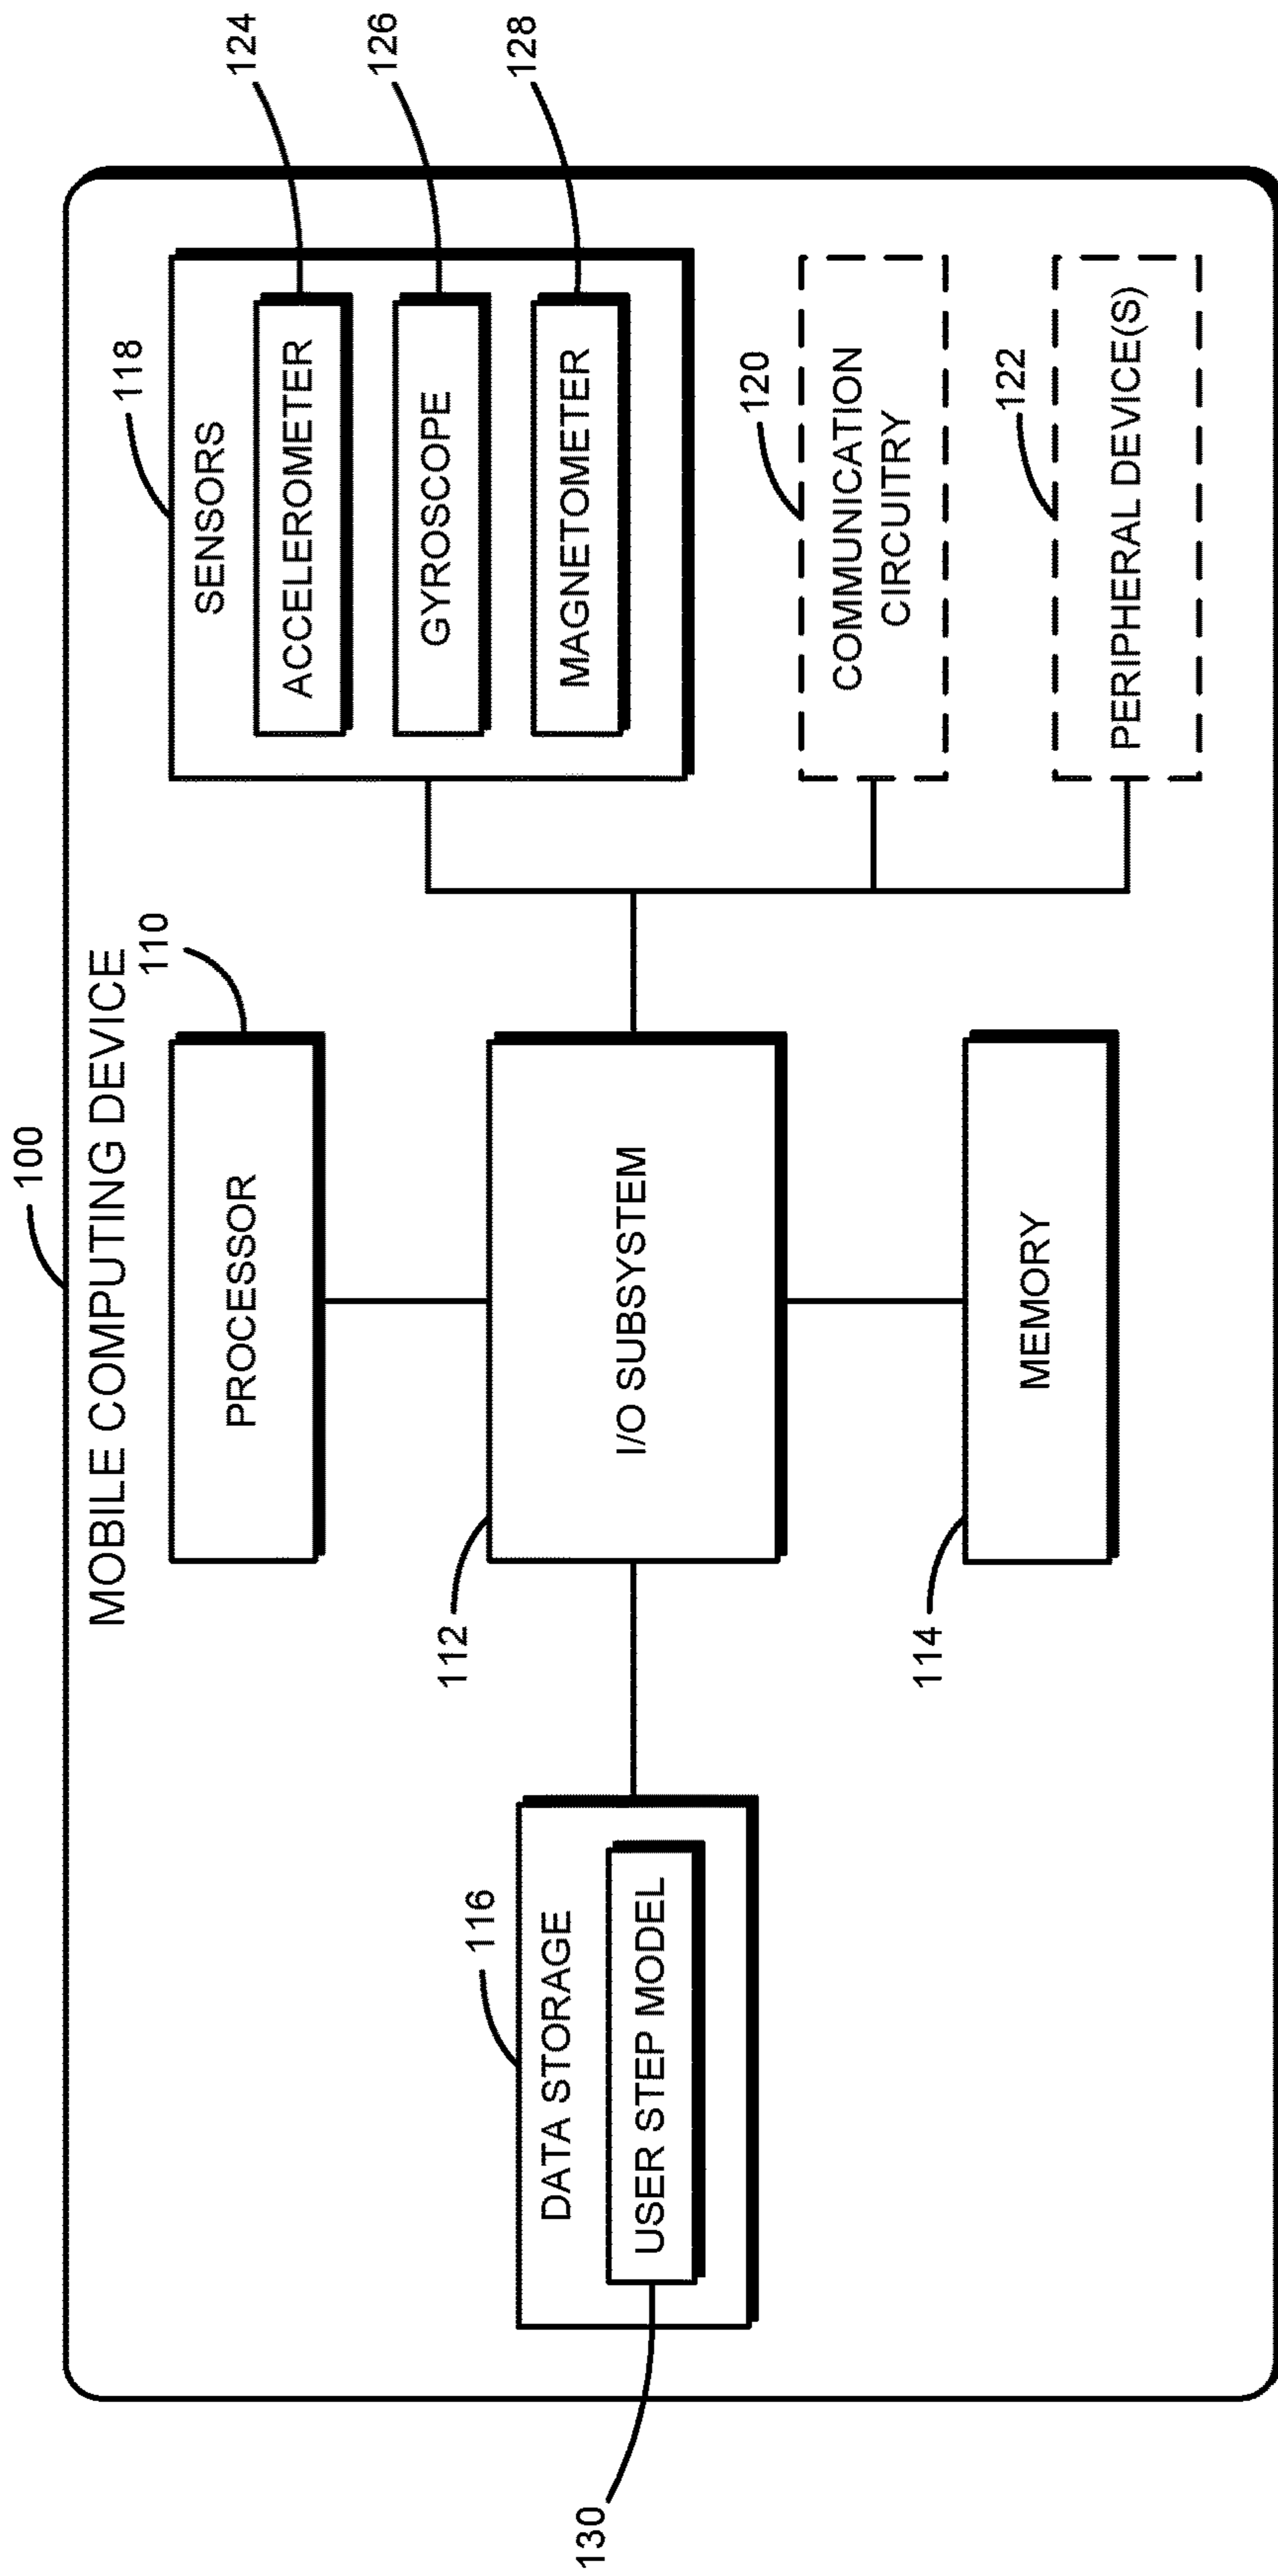 100
MOBILE COMPUTING DEVICE
110
PROCESSOR
118
SENSORS
124
ACCELEROMETER
126
GYROSCOPE
128
MAGNETOMETER
116
DATA STORAGE
USER STEP MODEL
130
112
I/O SUBSYSTEM
120
COMMUNICATION
CIRCUITRY
114
MEMORY
122
PERIPHERAL DEVICE(S)